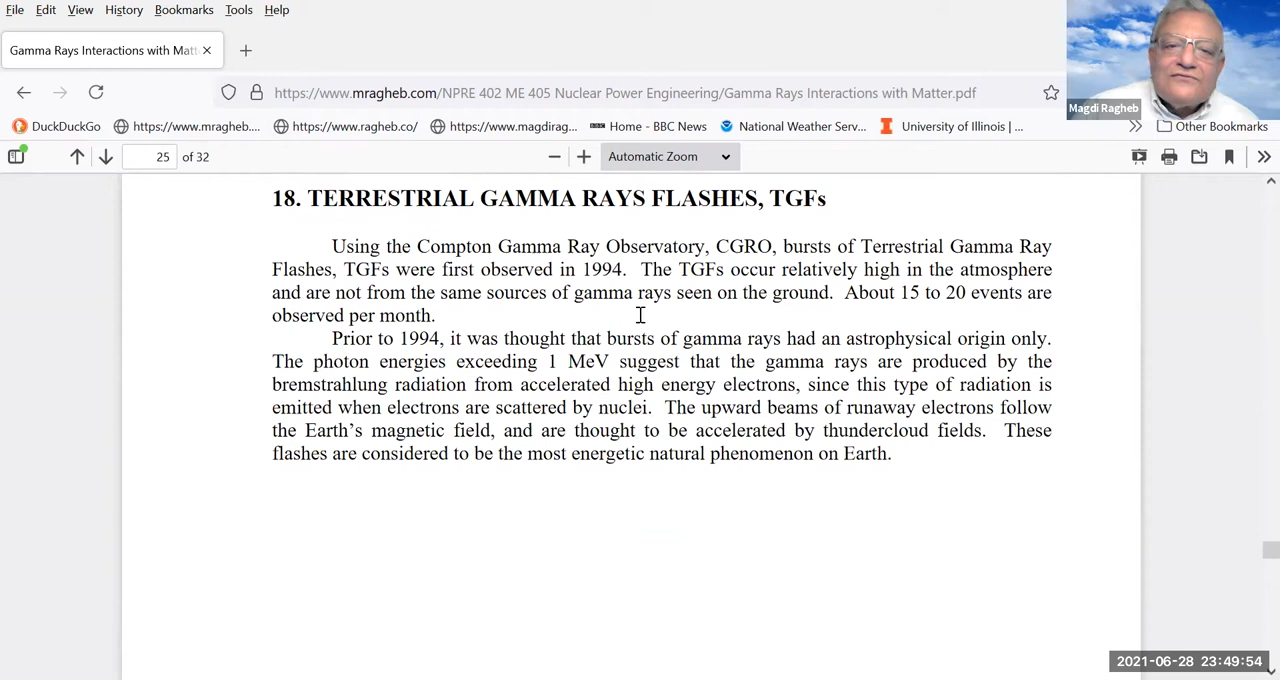 File Edit View History Bookmarks Tools Help
Gamma Rays Interactions with Mat
https://www.mragheb.com/NPRE 402 ME 405 Nuclear Power Engineering/Gamma Rays Interactions with Matter.pdf
Magdi Ragheb
DuckDuckGo https://www.mragheb.... https://www.ragheb.co/ https://www.magdirag... Home - BBC News National Weather Serv... University of Illinois |... Other Bookmarks
25 of 32 Automatic Zoom
18. TERRESTRIAL GAMMA RAYS FLASHES, TGFs
Using the Compton Gamma Ray Observatory, CGRO, bursts of Terrestrial Gamma Ray
Flashes, TGFs were first observed in 1994. The TGFs occur relatively high in the atmosphere
and are not from the same sources of gamma rays seen on the ground. About 15 to 20 events are
observed per month.
Prior to 1994, it was thought that bursts of gamma rays had an astrophysical origin only.
The photon energies exceeding 1 MeV suggest that the gamma rays are produced by the
bremstrahlung radiation from accelerated high energy electrons, since this type of radiation is
emitted when electrons are scattered by nuclei. The upward beams of runaway electrons follow
the Earth's magnetic field, and are thought to be accelerated by thundercloud fields. These
flashes are considered to be the most energetic natural phenomenon on Earth.
2021-06-28 23:49:54